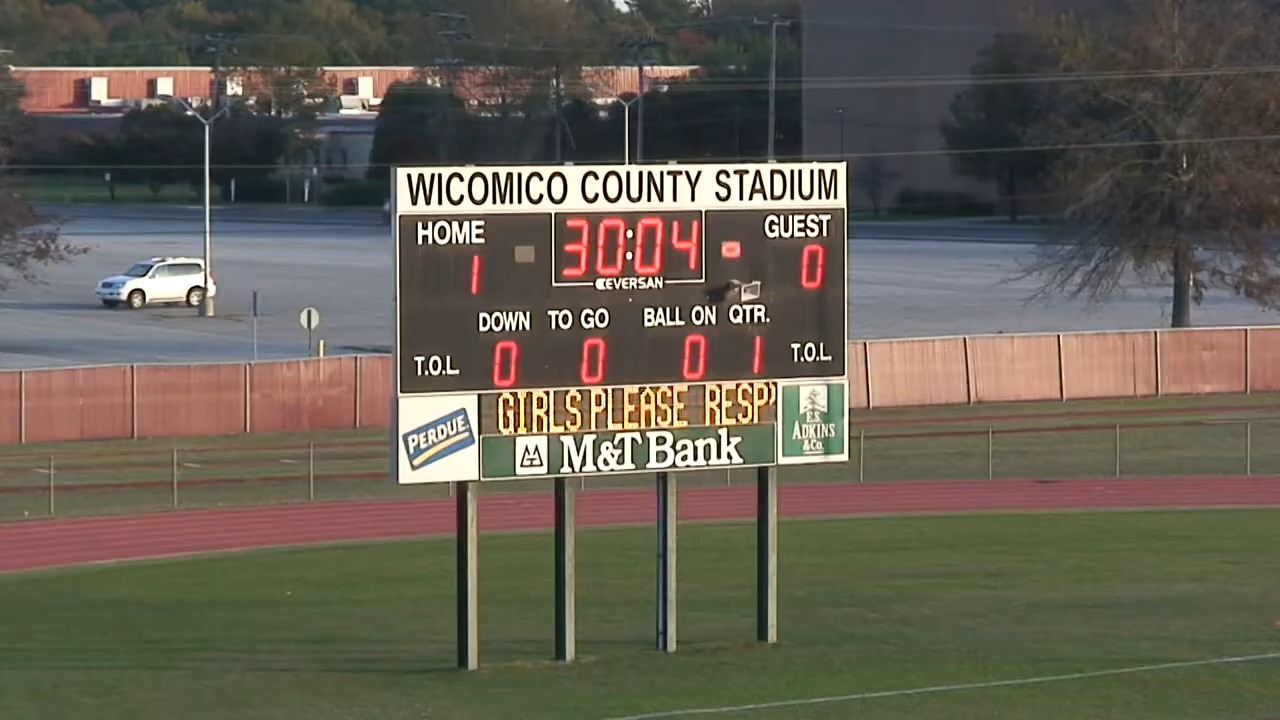 WICOMICO COUNTY STADIUM
HOME 30:04 GUEST
1 EVERSAN 0
DOWN TO GO BALL ON QTR.
T.O.L. 0 0 0 1 T.O.L.
GIRLS PLEASE RESP
PERDUE M&T Bank E.S. ADKINS & Co.